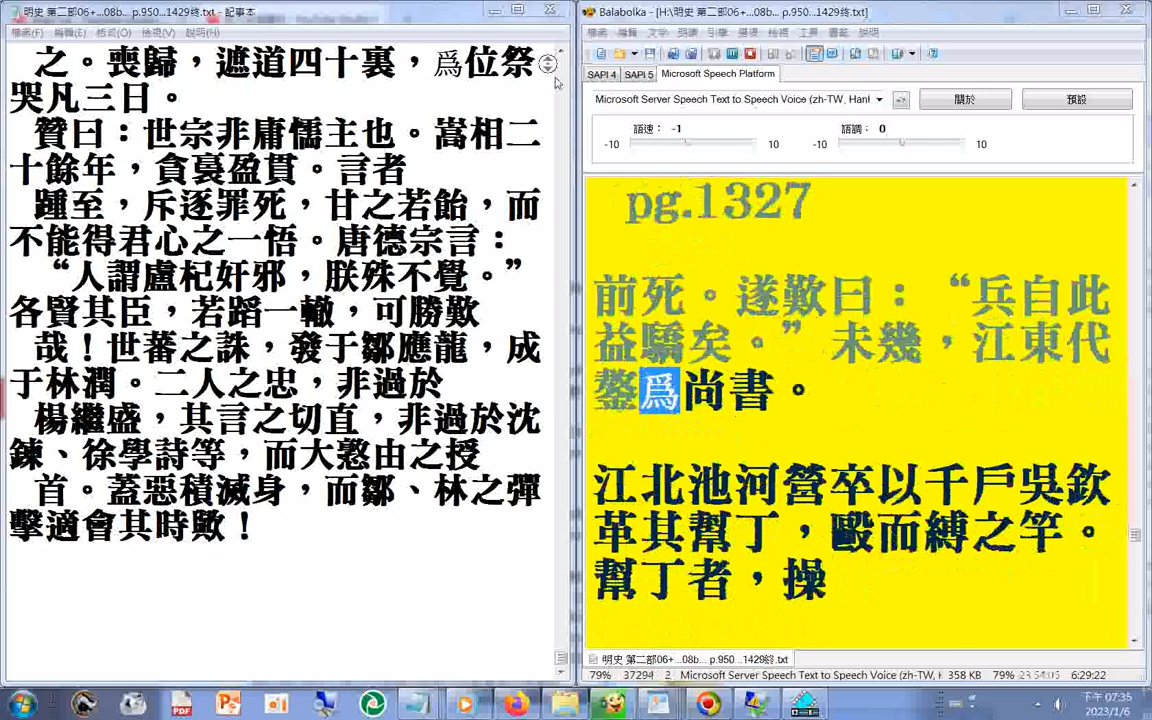 明史 第二部06+...08b... p.950...1429终.txt - 記事本
檔案(F) 編輯(E) 格式(O) 檢視(V) 說明(H)
之。喪歸，遮道四十裏，爲位祭
哭凡三日。
贊曰：世宗非庸懦主也。嵩相二
十餘年，貪蔉盈貫。言者
踵至，斥逐罪死，甘之若飴，而
不能得君心之一悟。唐德宗言：
“人謂盧杞奸邪，朕殊不覺。”
各賢其臣，若蹈一轍，可勝歎
哉！世蕃之誅，發于鄒應龍，成
于林潤。二人之忠，非過於
楊繼盛，其言之切直，非過於沈
鍊、徐學詩等，而大憝由之授
首。蓋惡積滅身，而鄒、林之彈
擊適會其時歟！
Balabolka - [H:\明史 第二部06+...08b... p.950...1429终.txt]
檔案 編輯 文字 朗讀 引擎 選項 檢視 工具 書籤 說明
SAPI 4 SAPI 5 Microsoft Speech Platform
Microsoft Server Speech Text to Speech Voice (zh-TW, Hanl 關於 預設
語速： -1 語調： 0
-10 10 -10 10
pg.1327
前死。遂歎曰：“兵自此
益驕矣。”未幾，江東代
鏊爲尚書。
江北池河營卒以千戶吳欽
革其幫丁，毆而縛之竿。
幫丁者，操
明史 第二部06+...08b... p.950...1429终.txt
79% 37294 2 Microsoft Server Speech Text to Speech Voice (zh-TW, H 358 KB 79% 23:54:05 6:29:22
下午 07:35
2023/1/6